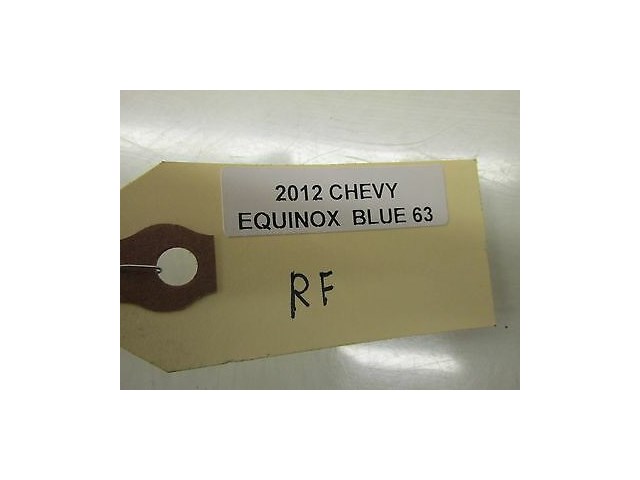 2012 CHEVY
EQUINOX BLUE 63
RF